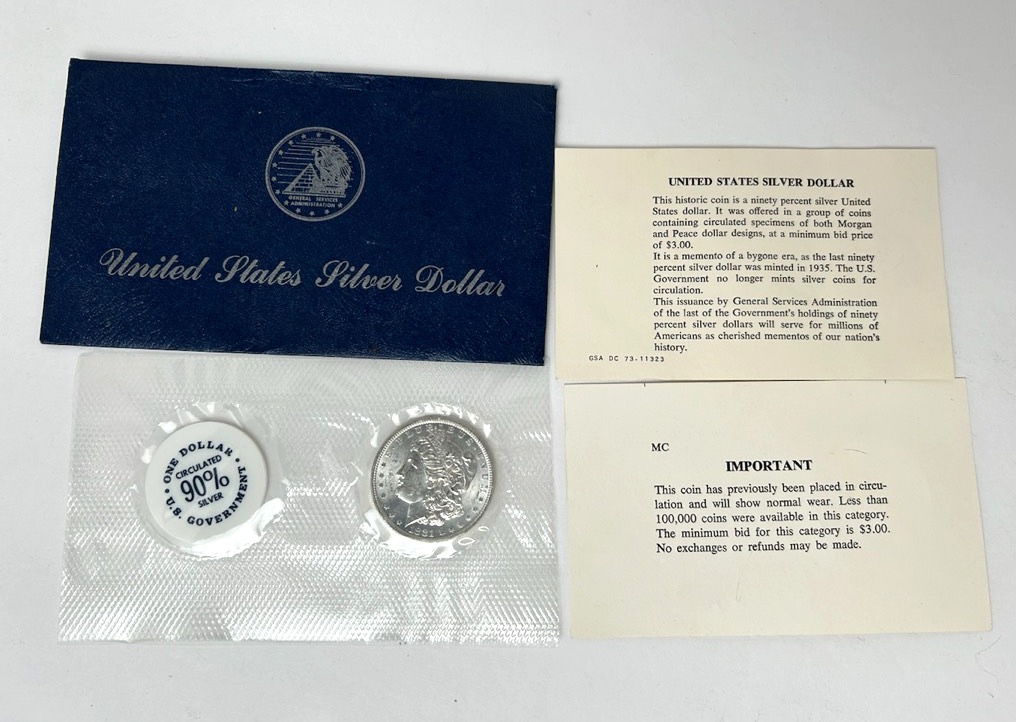 GENERAL SERVICES
ADMINISTRATION
United States Silver Dollar
UNITED STATES SILVER DOLLAR
This historic coin is a ninety percent silver United
States dollar. It was offered in a group of coins
containing circulated specimens of both Morgan
and Peace dollar designs, at a minimum bid price
of $3.00.
It is a memento of a bygone era, as the last ninety
percent silver dollar was minted in 1935. The U.S.
Government no longer mints silver coins for
circulation.
This issuance by General Services Administration
of the last of the Government's holdings of ninety
percent silver dollars will serve for millions of
Americans as cherished mementos of our nation's
history.
GSA DC 73-11323
• ONE DOLLAR •
CIRCULATED
90%
SILVER
U.S. GOVERNMENT
MC
IMPORTANT
This coin has previously been placed in circu-
lation and will show normal wear. Less than
100,000 coins were available in this category.
The minimum bid for this category is $3.00.
No exchanges or refunds may be made.